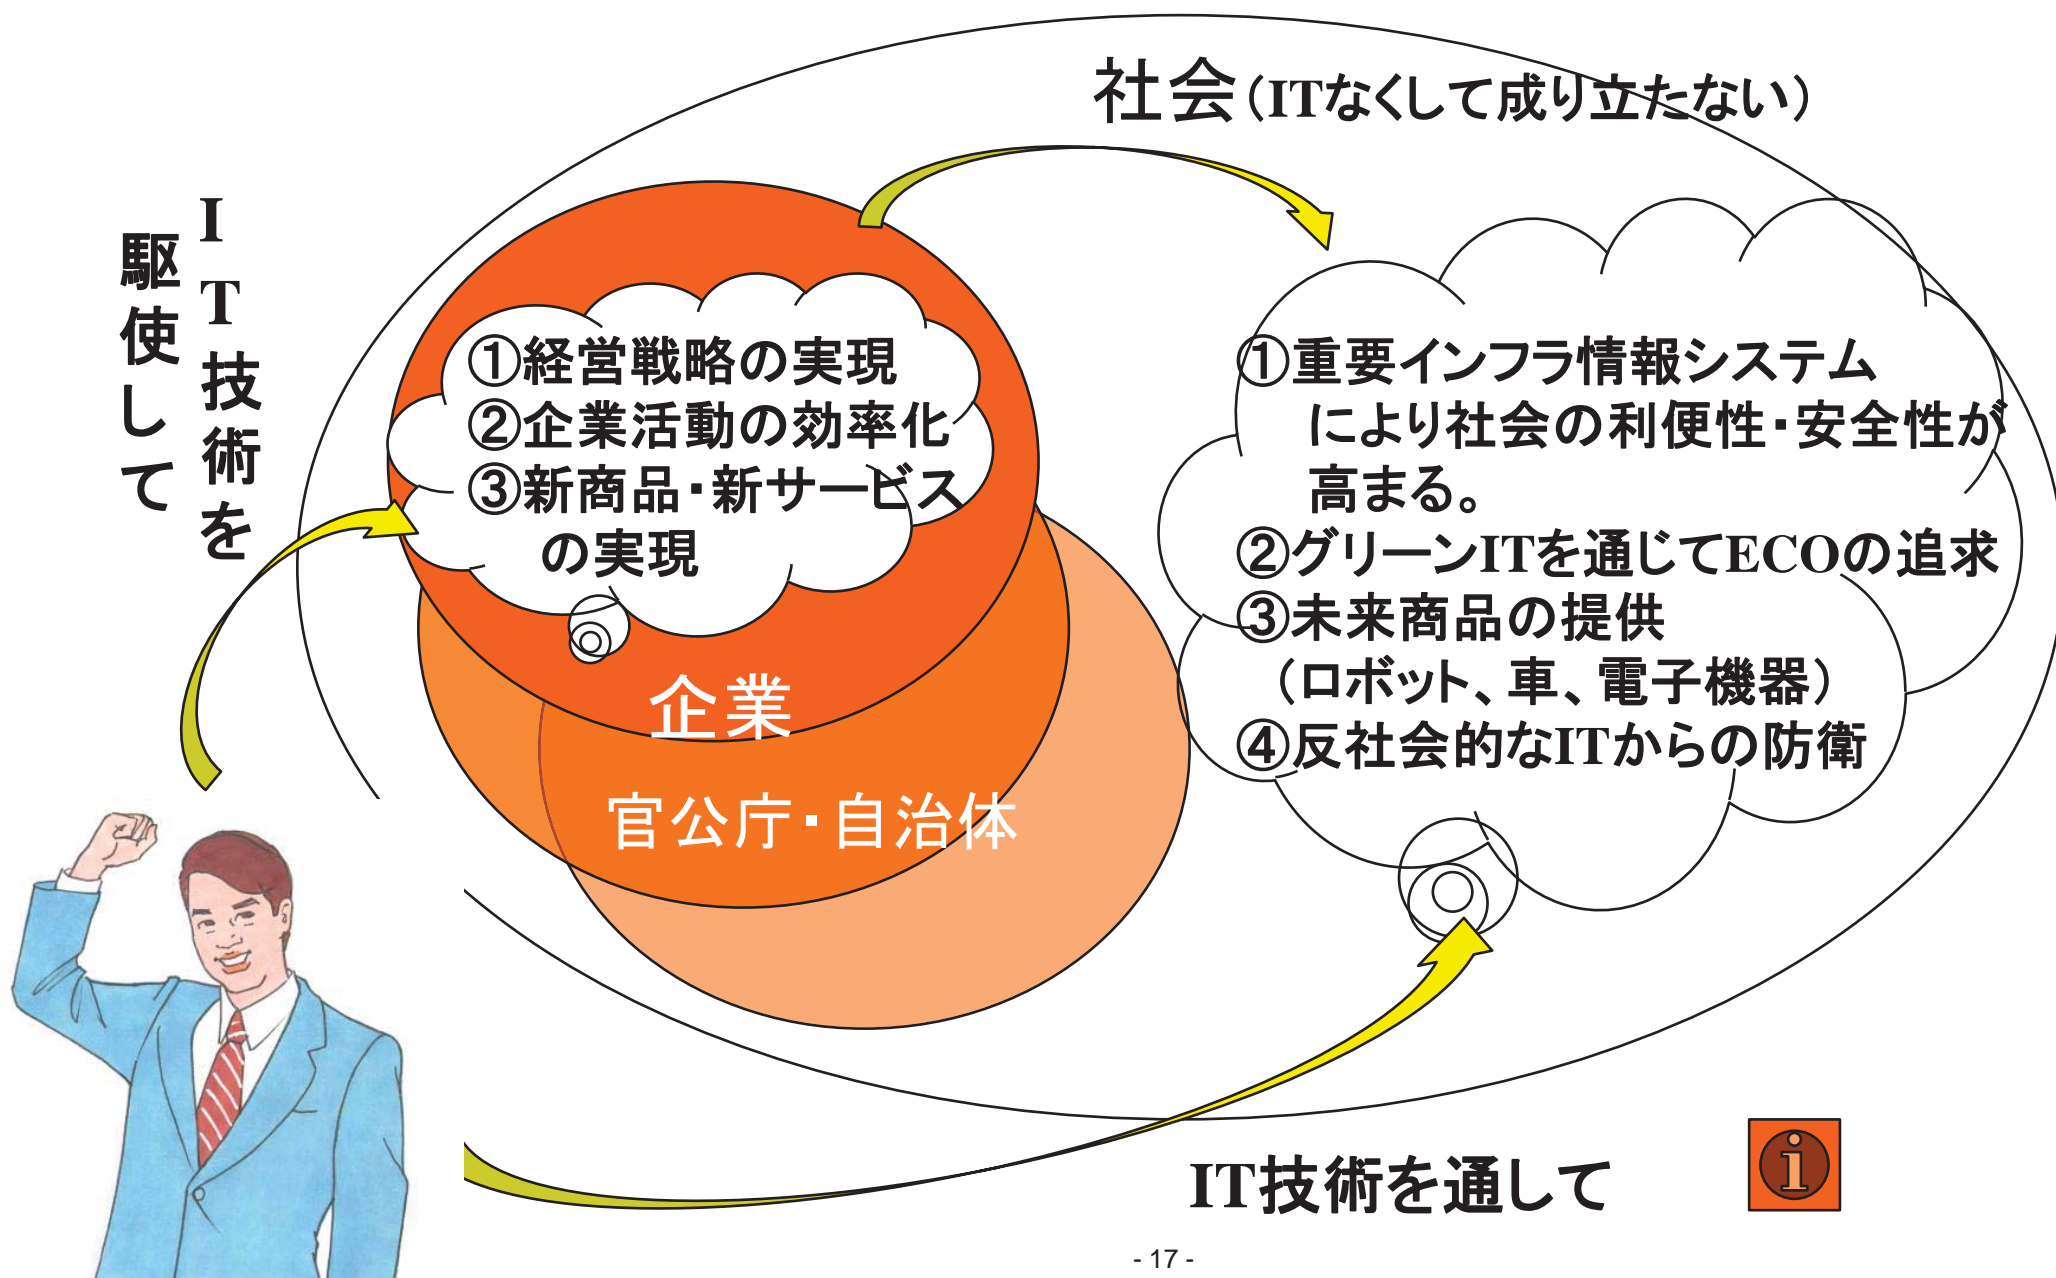 社会(ITなくして成り立たない)
IT技術を
駆使して
①経営戦略の実現
②企業活動の効率化
③新商品・新サービス
の実現
企業
官公庁・自治体
①重要インフラ情報システム
により社会の利便性・安全性が
高まる。
②グリーンITを通じてECOの追求
③未来商品の提供
(ロボット、車、電子機器)
④反社会的なITからの防衛
IT技術を通して
i
- 17 -